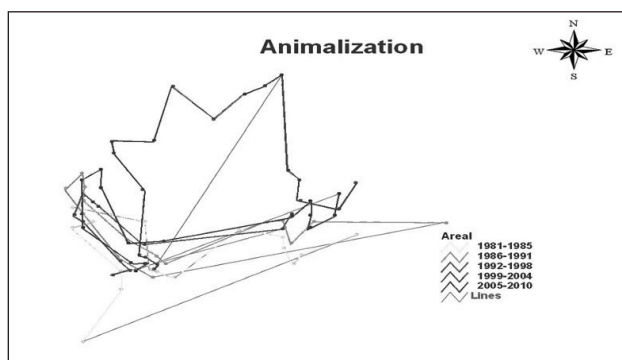 Animalization
N
W E
S
Areal
1981-1985
1986-1991
1992-1998
1999-2004
2005-2010
Lines